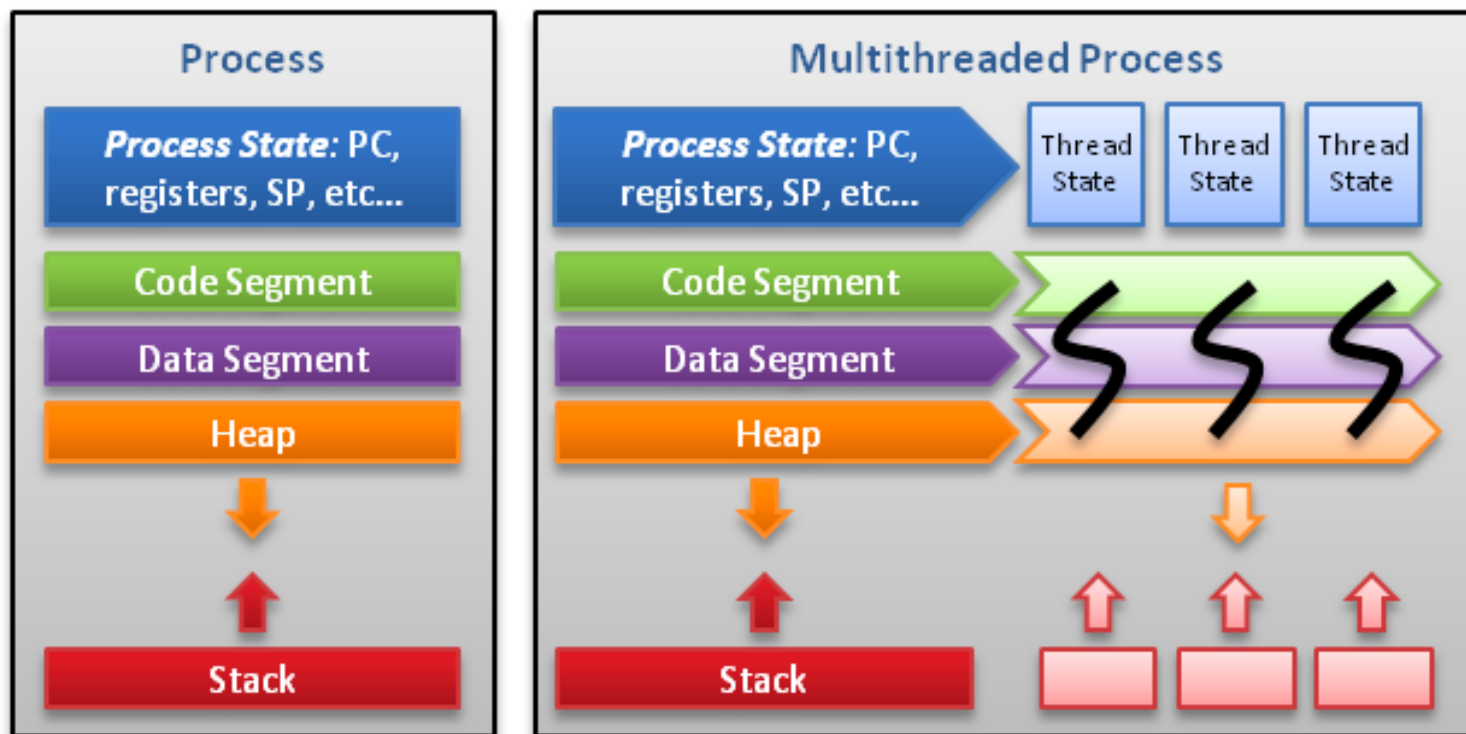 Process
Process State: PC,
registers, SP, etc...
Code Segment
Data Segment
Heap
Stack
Multithreaded Process
Process State: PC,
registers, SP, etc...
Thread
State
Thread
State
Thread
State
Code Segment
Data Segment
Heap
Stack